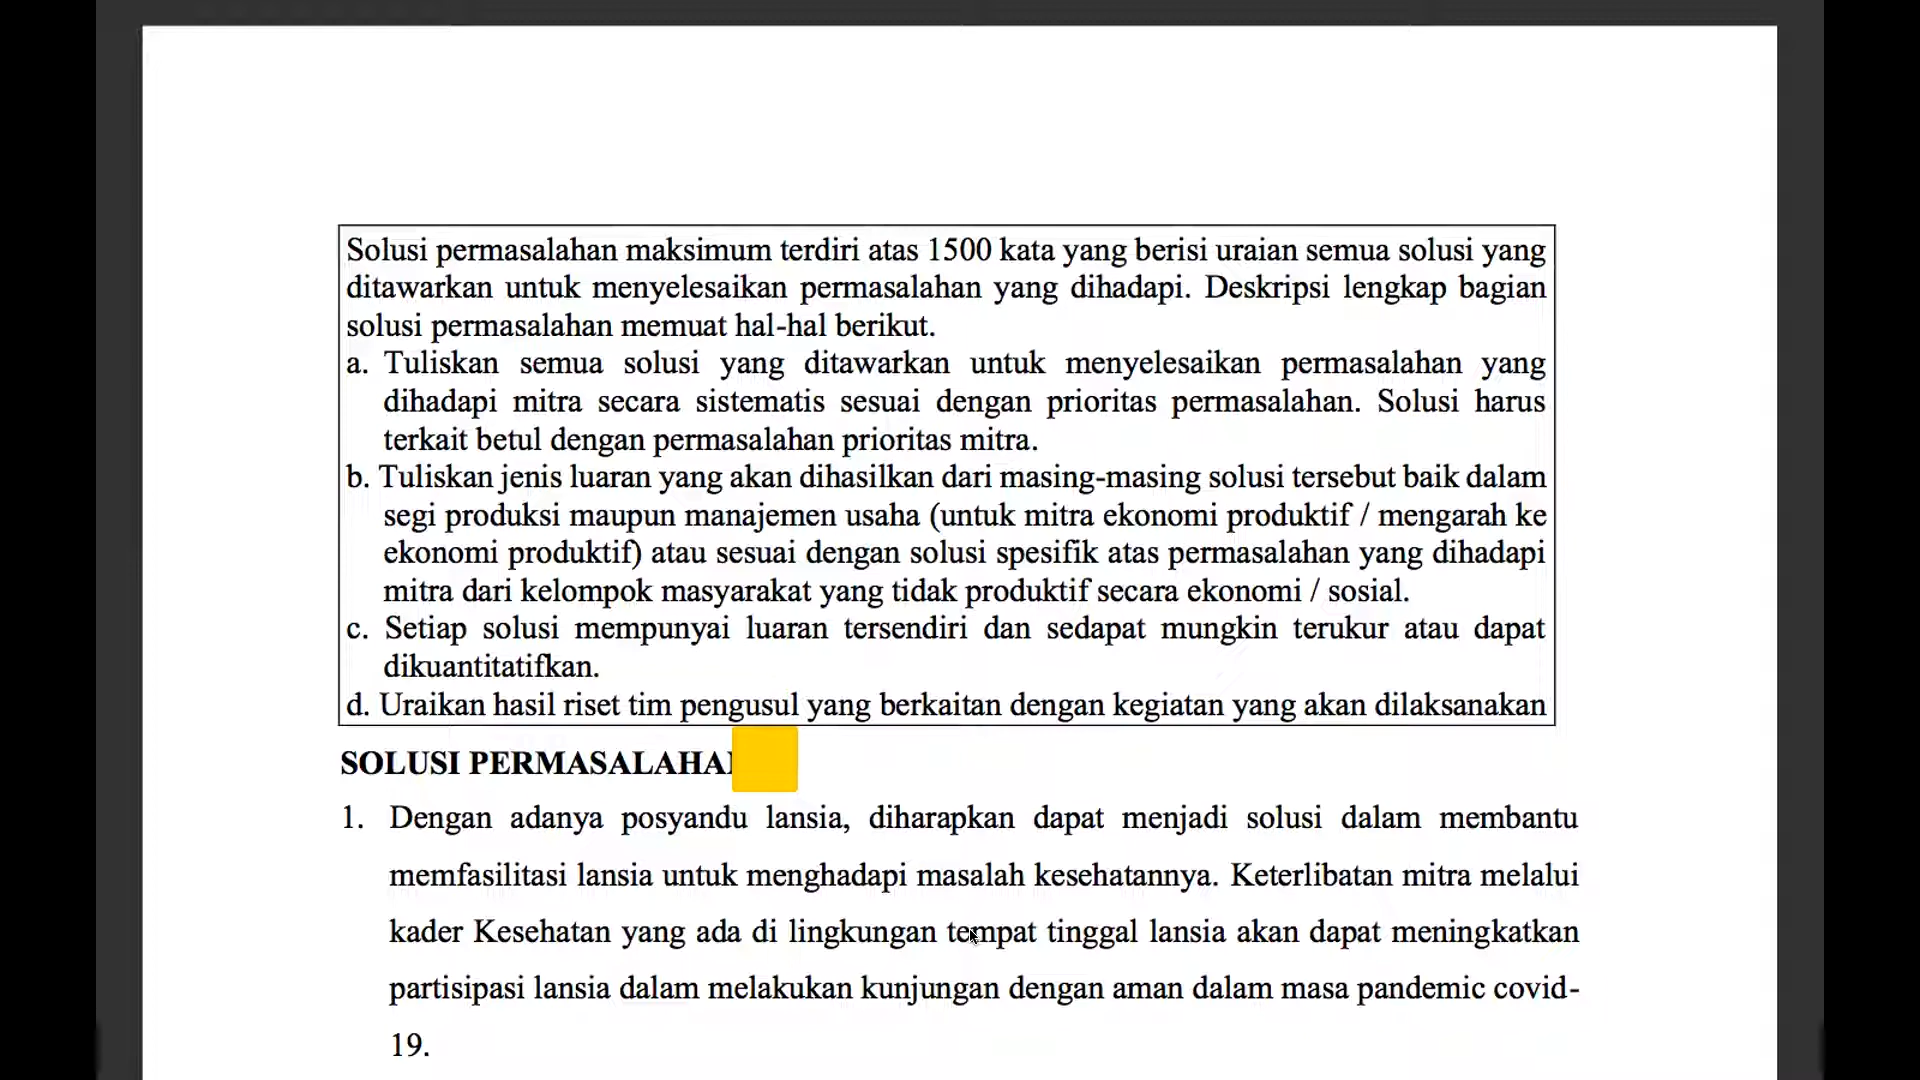 Solusi permasalahan maksimum terdiri atas 1500 kata yang berisi uraian semua solusi yang
ditawarkan untuk menyelesaikan permasalahan yang dihadapi. Deskripsi lengkap bagian
solusi permasalahan memuat hal-hal berikut.
a. Tuliskan semua solusi yang ditawarkan untuk menyelesaikan permasalahan yang
dihadapi mitra secara sistematis sesuai dengan prioritas permasalahan. Solusi harus
terkait betul dengan permasalahan prioritas mitra.
b. Tuliskan jenis luaran yang akan dihasilkan dari masing-masing solusi tersebut baik dalam
segi produksi maupun manajemen usaha (untuk mitra ekonomi produktif / mengarah ke
ekonomi produktif) atau sesuai dengan solusi spesifik atas permasalahan yang dihadapi
mitra dari kelompok masyarakat yang tidak produktif secara ekonomi / sosial.
c. Setiap solusi mempunyai luaran tersendiri dan sedapat mungkin terukur atau dapat
dikuantitatifkan.
d. Uraikan hasil riset tim pengusul yang berkaitan dengan kegiatan yang akan dilaksanakan
SOLUSI
1. Dengan adanya posyandu lansia, diharapkan dapat menjadi solusi dalam membantu
memfasilitasi lansia untuk menghadapi masalah kesehatannya. Keterlibatan mitra melalui
kader Kesehatan yang ada di lingkungan tempat tinggal lansia akan dapat meningkatkan
partisipasi lansia dalam melakukan kunjungan dengan aman dalam masa pandemic covid-
19.